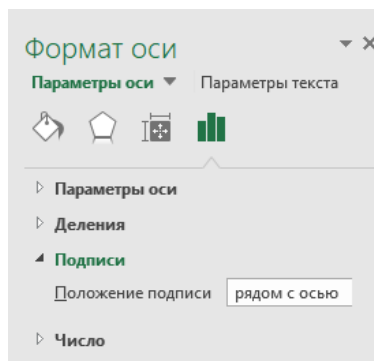 Формат оси
Параметры оси Параметры текста
Параметры оси
Деления
Подписи
Положение подписи рядом с осью
Число